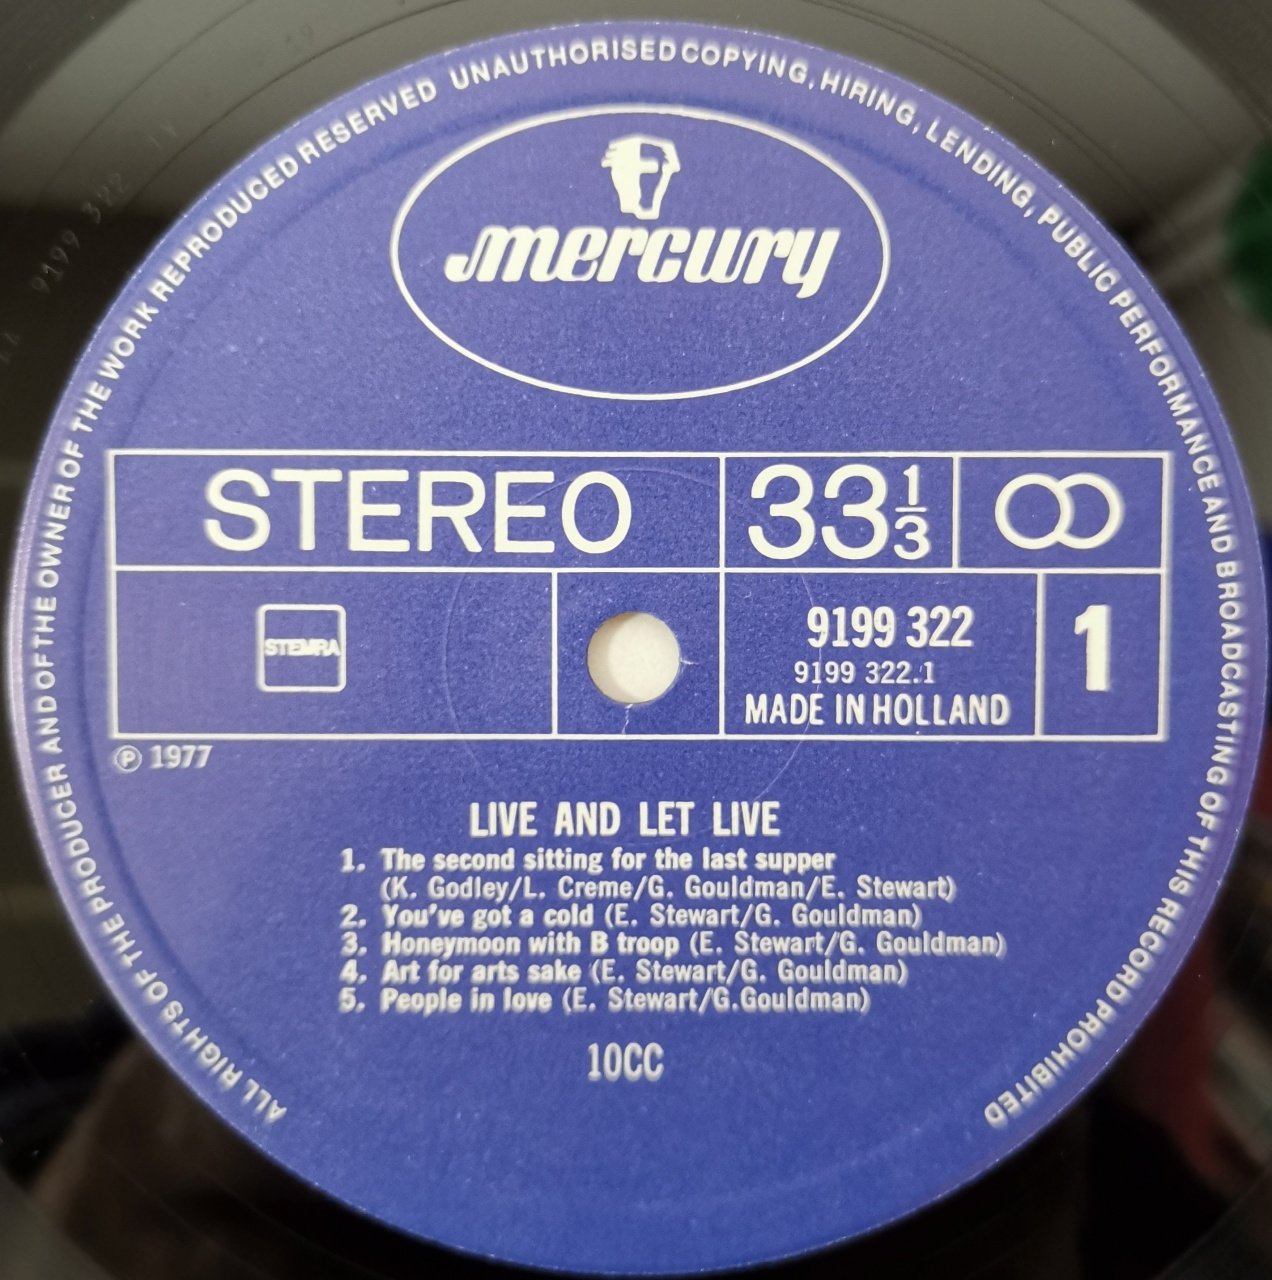 ALL RIGHTS OF THE PRODUCER AND OF THE OWNER OF THE WORK REPRODUCED RESERVED UNAUTHORISED COPYING, HIRING, LENDING, PUBLIC PERFORMANCE AND BROADCASTING OF THIS RECORD PROHIBITED
mercury
STEREO 33 1/3
STEMRA
9199 322
9199 322.1
MADE IN HOLLAND
1
℗ 1977
LIVE AND LET LIVE
1. The second sitting for the last supper
(K. Godley/L. Creme/G. Gouldman/E. Stewart)
2. You've got a cold (E. Stewart/G. Gouldman)
3. Honeymoon with B troop (E. Stewart/G. Gouldman)
4. Art for arts sake (E. Stewart/G. Gouldman)
5. People in love (E. Stewart/G.Gouldman)
10CC
9199 322